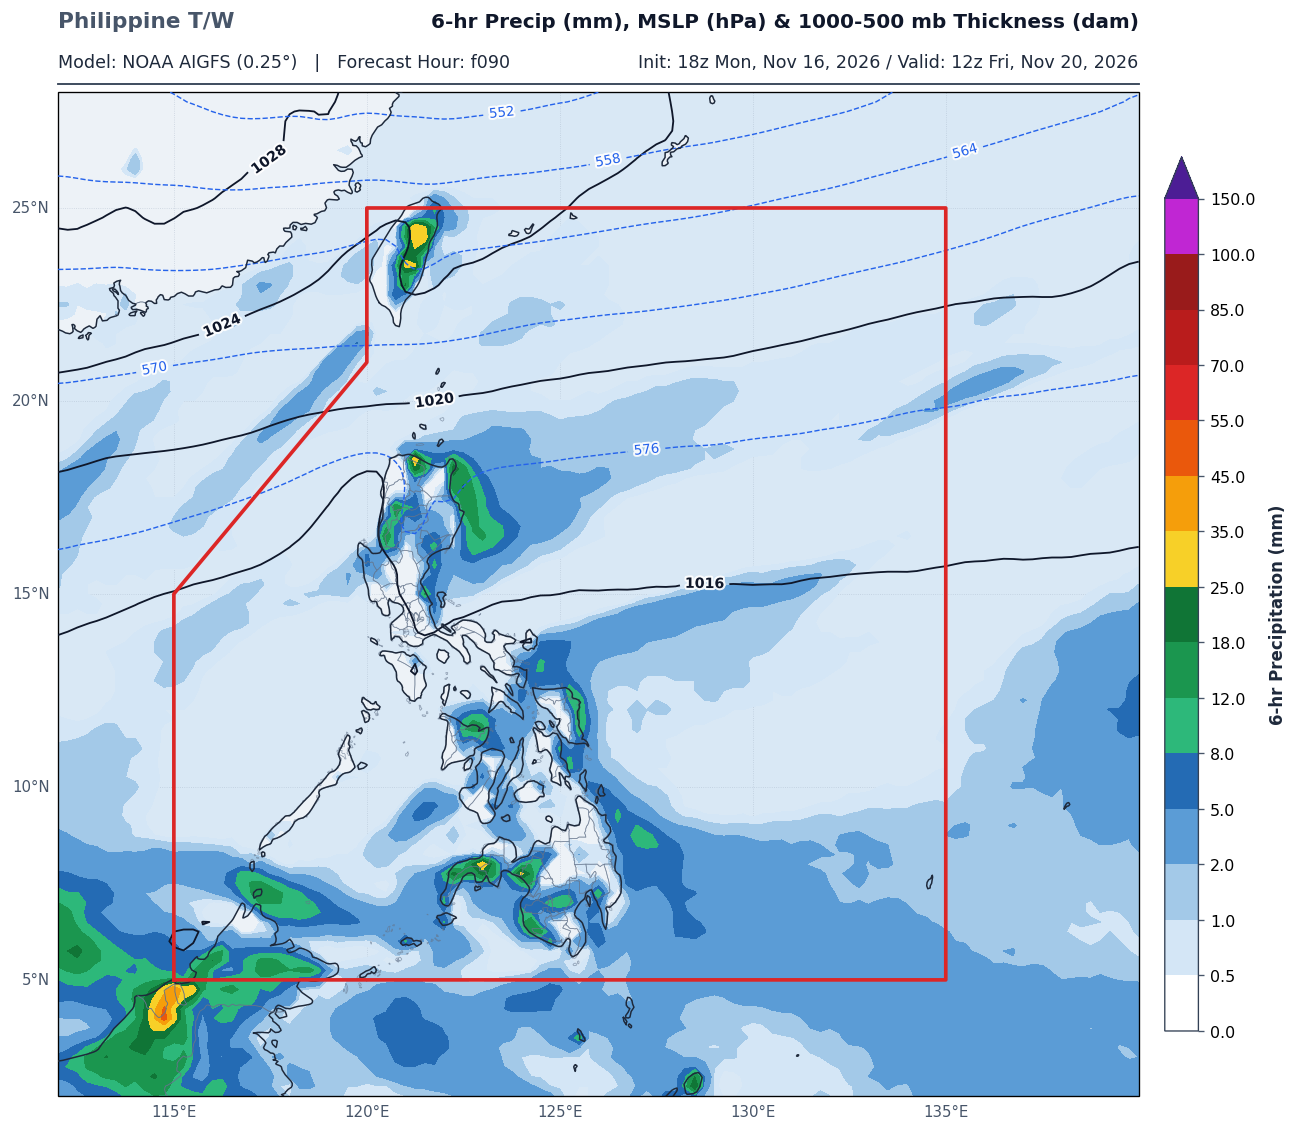 Philippine T/W
6-hr Precip (mm), MSLP (hPa) & 1000-500 mb Thickness (dam)
Model: NOAA AIGFS (0.25°)   |   Forecast Hour: f090
Init: 18z Mon, Nov 16, 2026 / Valid: 12z Fri, Nov 20, 2026
552
558
564
1028
1024
570
1020
576
1016
25°N
20°N
15°N
10°N
5°N
115°E
120°E
125°E
130°E
135°E
150.0
100.0
85.0
70.0
55.0
45.0
35.0
25.0
18.0
12.0
8.0
5.0
2.0
1.0
0.5
0.0
6-hr Precipitation (mm)